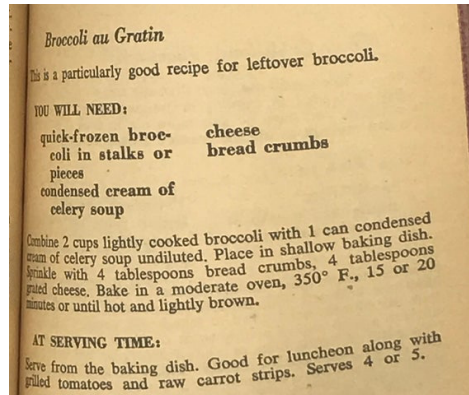 Broccoli au Gratin
This is a particularly good recipe for leftover broccoli.
YOU WILL NEED:
quick-frozen broc-
coli in stalks or
pieces
condensed cream of
celery soup
cheese
bread crumbs
Combine 2 cups lightly cooked broccoli with 1 can condensed
cream of celery soup undiluted. Place in shallow baking dish.
Sprinkle with 4 tablespoons bread crumbs, 4 tablespoons
grated cheese. Bake in a moderate oven, 350° F., 15 or 20
minutes or until hot and lightly brown.
AT SERVING TIME:
Serve from the baking dish. Good for luncheon along with
grilled tomatoes and raw carrot strips. Serves 4 or 5.